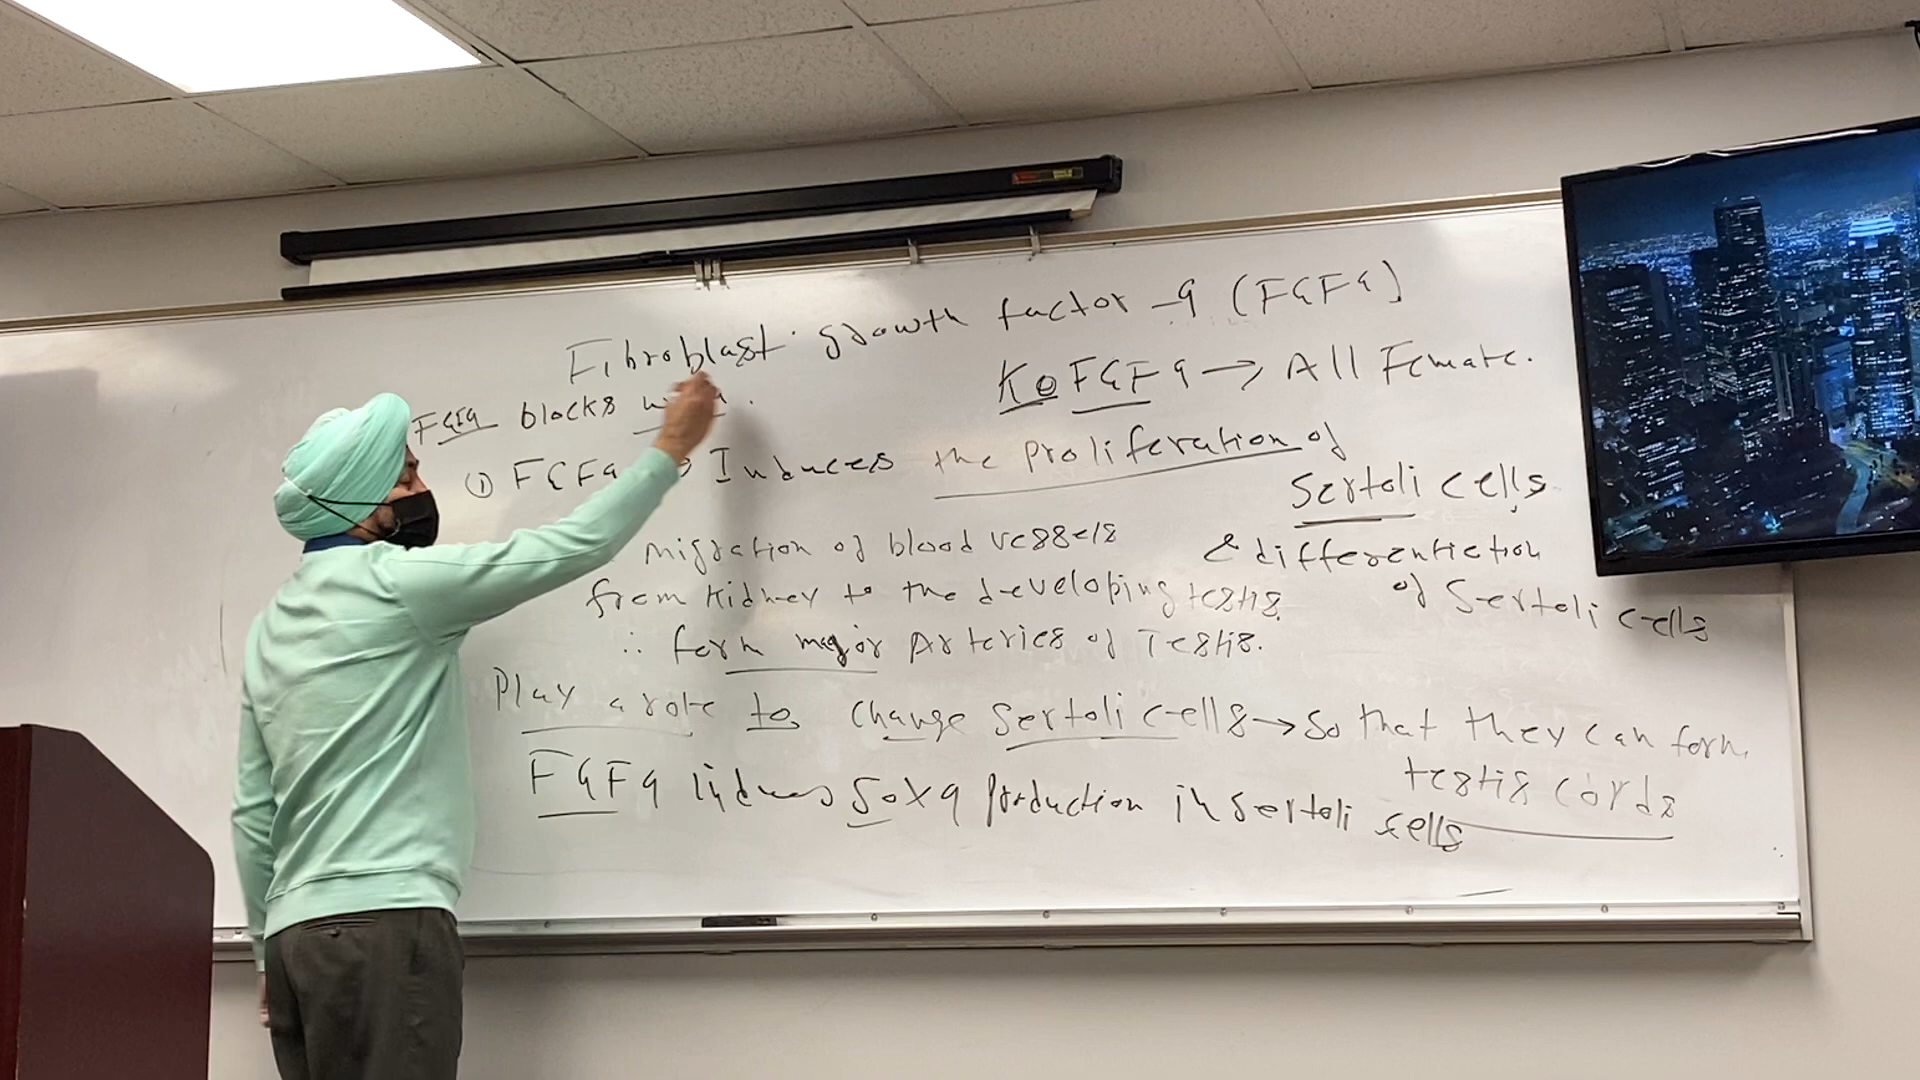 Fibroblast growth factor -9 (FGF9)
KO FGF9 → All Female.
FGF9 blocks
① FGF9 Induces the proliferation of
Sertoli cells
& differentiation
of Sertoli cells
migration of blood vessels
from kidney to the developing testis.
∴ form major Arteries of Testis.
Play a role to change Sertoli cells → so that they can form
testis cords
FGF9 induces Sox9 production in Sertoli cells